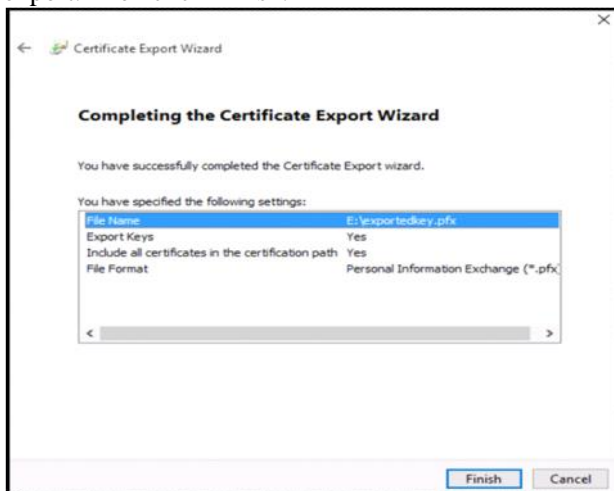 Certificate Export Wizard
Completing the Certificate Export Wizard
You have successfully completed the Certificate Export wizard.
You have specified the following settings:
File Name E:\exportedkey.pfx
Export Keys Yes
Include all certificates in the certification path Yes
File Format Personal Information Exchange (*.pfx)
Finish Cancel